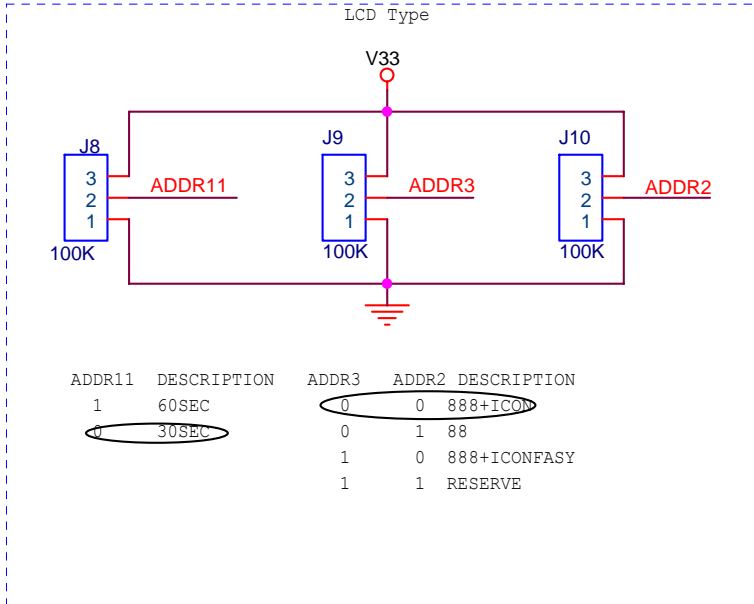 LCD Type
V33
J8 J9 J10
3 3 3
ADDR11 ADDR3 ADDR2
2 2 2
1 1 1
100K 100K 100K
ADDR11 DESCRIPTION ADDR3 ADDR2 DESCRIPTION
1 60SEC 0 0 888+ICON
0 30SEC 0 1 88
1 0 888+ICONFASY
1 1 RESERVE